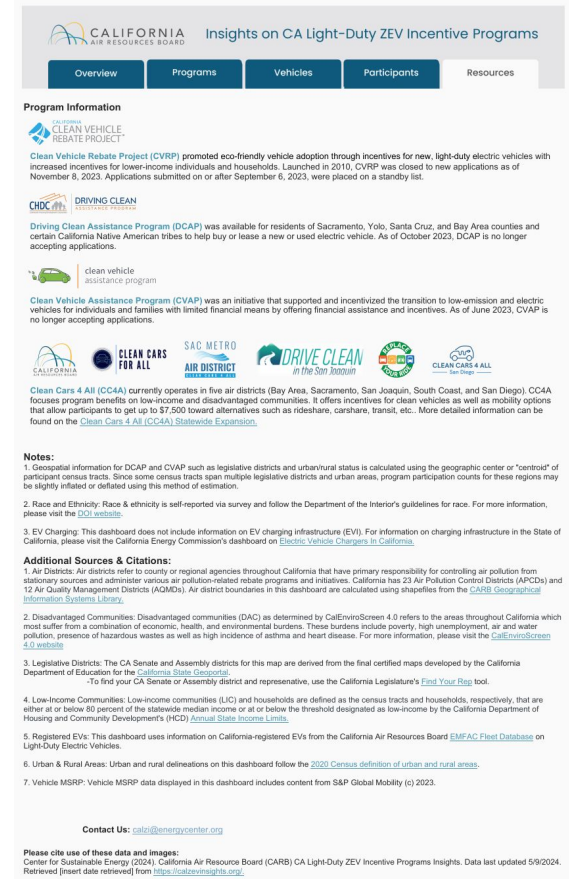 CALIFORNIA
AIR RESOURCES BOARD
Insights on CA Light-Duty ZEV Incentive Programs
Overview
Programs
Vehicles
Participants
Resources
Program Information
CALIFORNIA
CLEAN VEHICLE
REBATE PROJECT™
Clean Vehicle Rebate Project (CVRP) promoted eco-friendly vehicle adoption through incentives for new, light-duty electric vehicles with
increased incentives for lower-income individuals and households. Launched in 2010, CVRP was closed to new applications as of
November 8, 2023. Applications submitted on or after September 6, 2023, were placed on a standby list.
CHDC
DRIVING CLEAN
ASSISTANCE PROGRAM
Driving Clean Assistance Program (DCAP) was available for residents of Sacramento, Yolo, Santa Cruz, and Bay Area counties and
certain California Native American tribes to help buy or lease a new or used electric vehicle. As of October 2023, DCAP is no longer
accepting applications.
clean vehicle
assistance program
Clean Vehicle Assistance Program (CVAP) was an initiative that supported and incentivized the transition to low-emission and electric
vehicles for individuals and families with limited financial means by offering financial assistance and incentives. As of June 2023, CVAP is
no longer accepting applications.
CALIFORNIA
AIR RESOURCES BOARD
CLEAN CARS
FOR ALL
SAC METRO
AIR DISTRICT
CLEAN CARS 4 ALL
DRIVE CLEAN
in the San Joaquin
REPLACE
YOUR RIDE
CLEAN CARS 4 ALL
San Diego
Clean Cars 4 All (CC4A) currently operates in five air districts (Bay Area, Sacramento, San Joaquin, South Coast, and San Diego). CC4A
focuses program benefits on low-income and disadvantaged communities. It offers incentives for clean vehicles as well as mobility options
that allow participants to get up to $7,500 toward alternatives such as rideshare, carshare, transit, etc.. More detailed information can be
found on the Clean Cars 4 All (CC4A) Statewide Expansion.
Notes:
1. Geospatial information for DCAP and CVAP such as legislative districts and urban/rural status is calculated using the geographic center or "centroid" of
participant census tracts. Since some census tracts span multiple legislative districts and urban areas, program participation counts for these regions may
be slightly inflated or deflated using this method of estimation.
2. Race and Ethnicity: Race & ethnicity is self-reported via survey and follow the Department of the Interior's guildelines for race. For more information,
please visit the DOI website.
3. EV Charging: This dashboard does not include information on EV charging infrastructure (EVI). For information on charging infrastructure in the State of
California, please visit the California Energy Commission's dashboard on Electric Vehicle Chargers In California.
Additional Sources & Citations:
1. Air Districts: Air districts refer to county or regional agencies throughout California that have primary responsibility for controlling air pollution from
stationary sources and administer various air pollution-related rebate programs and initiatives. California has 23 Air Pollution Control Districts (APCDs) and
12 Air Quality Management Districts (AQMDs). Air district boundaries in this dashboard are calculated using shapefiles from the CARB Geographical
Information Systems Library.
2. Disadvantaged Communities: Disadvantaged communities (DAC) as determined by CalEnviroScreen 4.0 refers to the areas throughout California which
most suffer from a combination of economic, health, and environmental burdens. These burdens include poverty, high unemployment, air and water
pollution, presence of hazardous wastes as well as high incidence of asthma and heart disease. For more information, please visit the CalEnviroScreen
4.0 website
3. Legislative Districts: The CA Senate and Assembly districts for this map are derived from the final certified maps developed by the California
Department of Education for the California State Geoportal.
-To find your CA Senate or Assembly district and represenative, use the California Legislature's Find Your Rep tool.
4. Low-Income Communities: Low-income communities (LIC) and households are defined as the census tracts and households, respectively, that are
either at or below 80 percent of the statewide median income or at or below the threshold designated as low-income by the California Department of
Housing and Community Development's (HCD) Annual State Income Limits.
5. Registered EVs: This dashboard uses information on California-registered EVs from the California Air Resources Board EMFAC Fleet Database on
Light-Duty Electric Vehicles.
6. Urban & Rural Areas: Urban and rural delineations on this dashboard follow the 2020 Census definition of urban and rural areas.
7. Vehicle MSRP: Vehicle MSRP data displayed in this dashboard includes content from S&P Global Mobility (c) 2023.
Contact Us: calzi@energycenter.org
Please cite use of these data and images:
Center for Sustainable Energy (2024). California Air Resource Board (CARB) CA Light-Duty ZEV Incentive Programs Insights. Data last updated 5/9/2024.
Retrieved [insert date retrieved] from https://calzevinsights.org/.